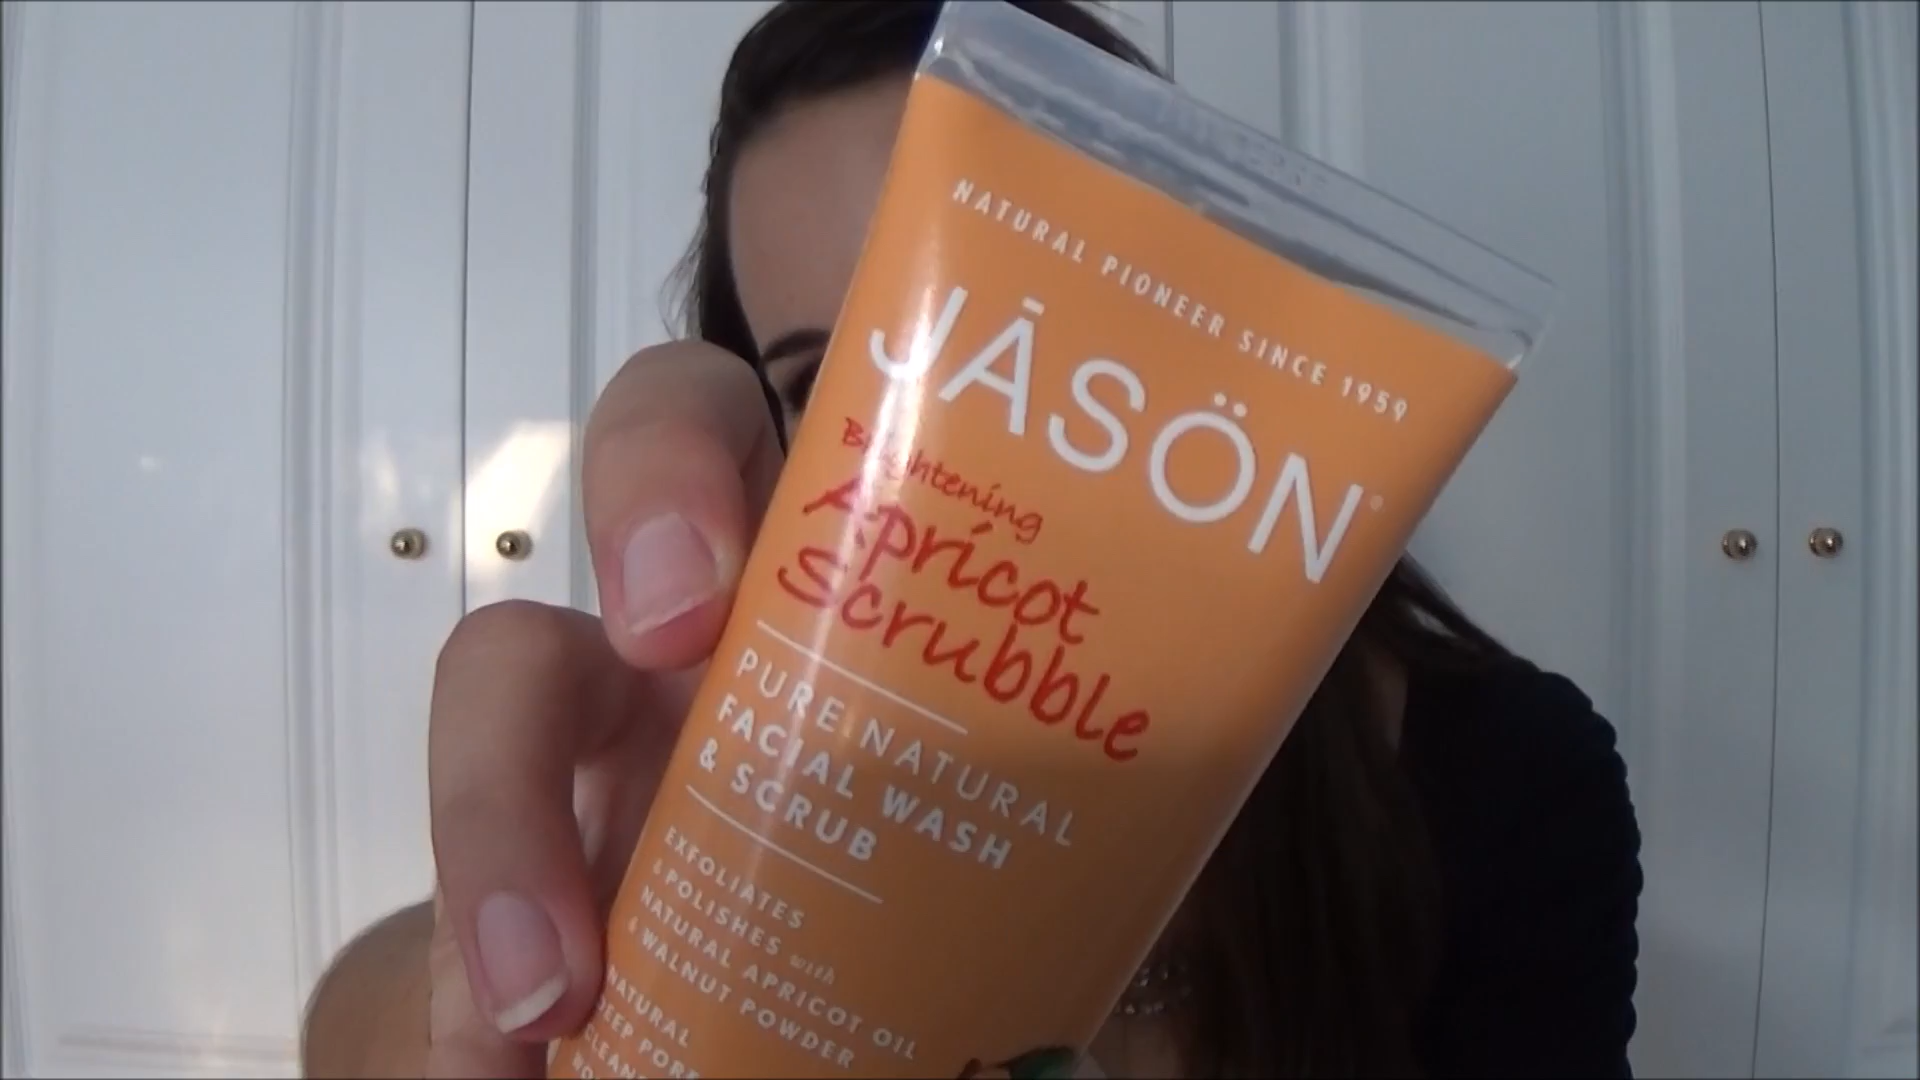 NATURAL PIONEER SINCE 1959
JĀSÖN®
Brightening
Apricot
Scrubble
PURE NATURAL
FACIAL WASH
& SCRUB
EXFOLIATES
& POLISHES with
NATURAL APRICOT OIL
& WALNUT POWDER
NATURAL
DEEP PORE